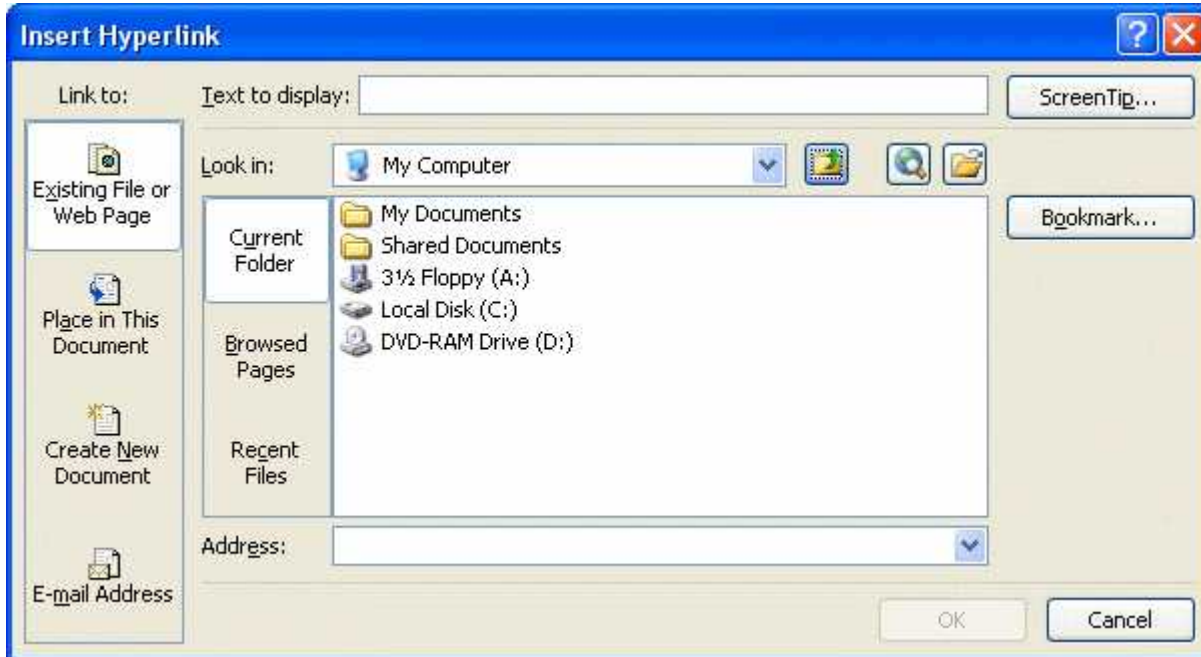 Insert Hyperlink
Link to:
Text to display:
ScreenTip...
Existing File or
Web Page
Look in:
My Computer
Bookmark...
Current
Folder
My Documents
Shared Documents
3½ Floppy (A:)
Local Disk (C:)
DVD-RAM Drive (D:)
Place in This
Document
Browsed
Pages
Create New
Document
Recent
Files
Address:
E-mail Address
OK
Cancel